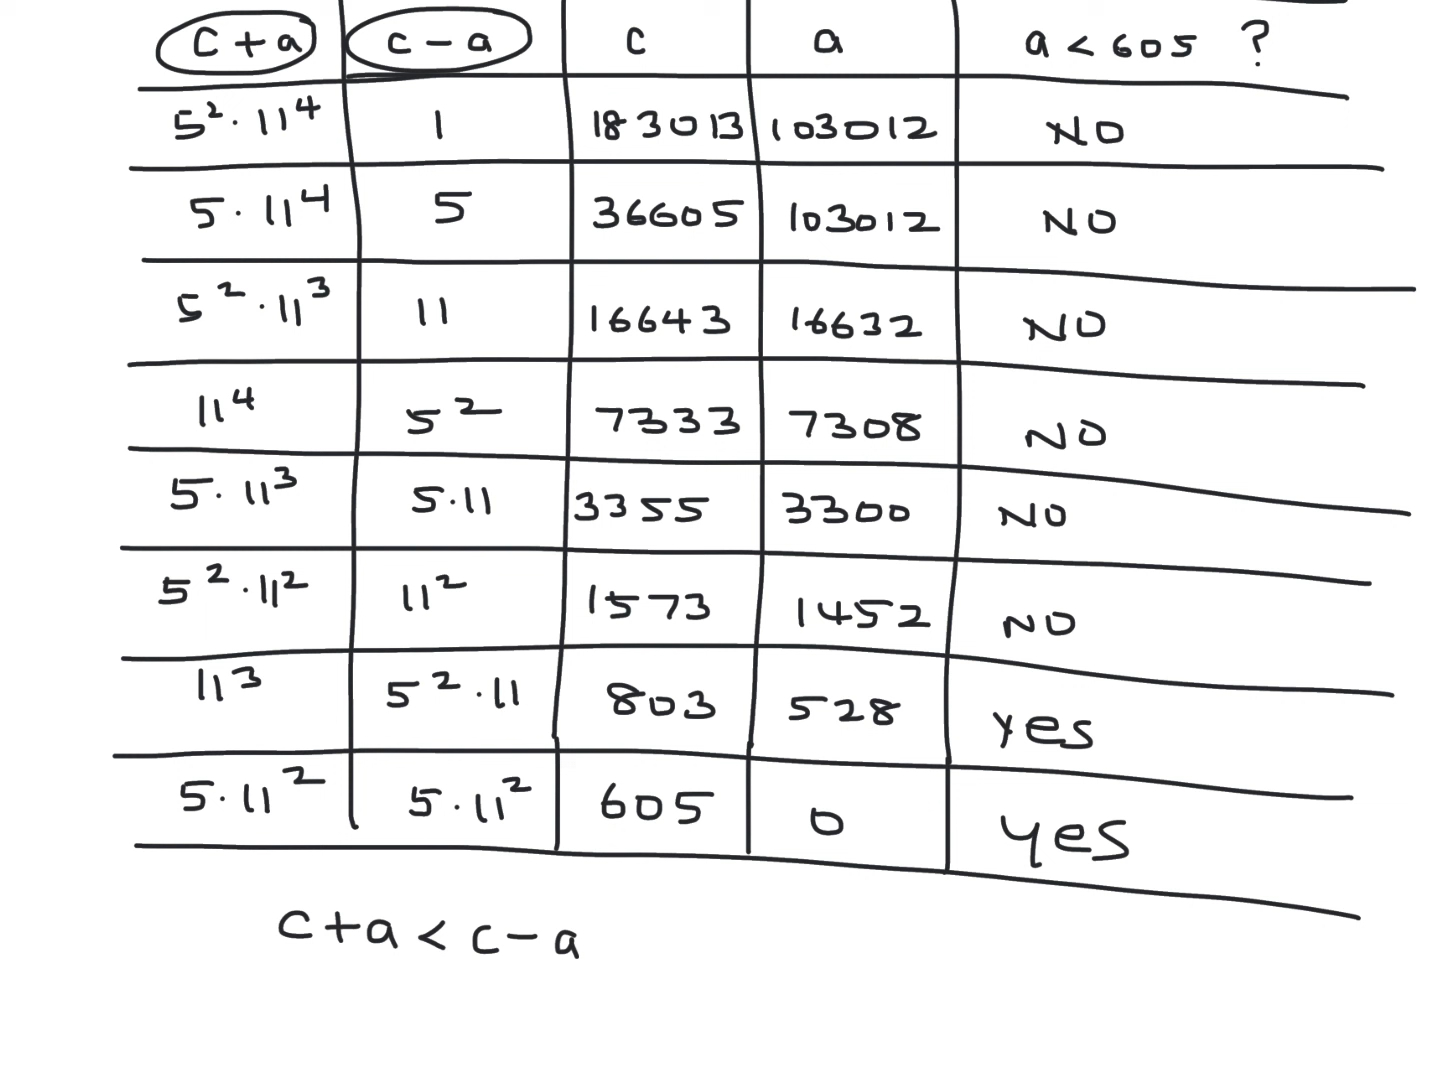 c + a c - a c a a < 605 ?
5² · 11⁴ 1 183013 103012 NO
5 · 11⁴ 5 36605 103012 NO
5² · 11³ 11 16643 16632 NO
11⁴ 5² 7333 7308 NO
5 · 11³ 5 · 11 3355 3300 NO
5² · 11² 11² 1573 1452 NO
11³ 5² · 11 803 528 yes
5 · 11² 5 · 11² 605 0 yes
c + a < c - a